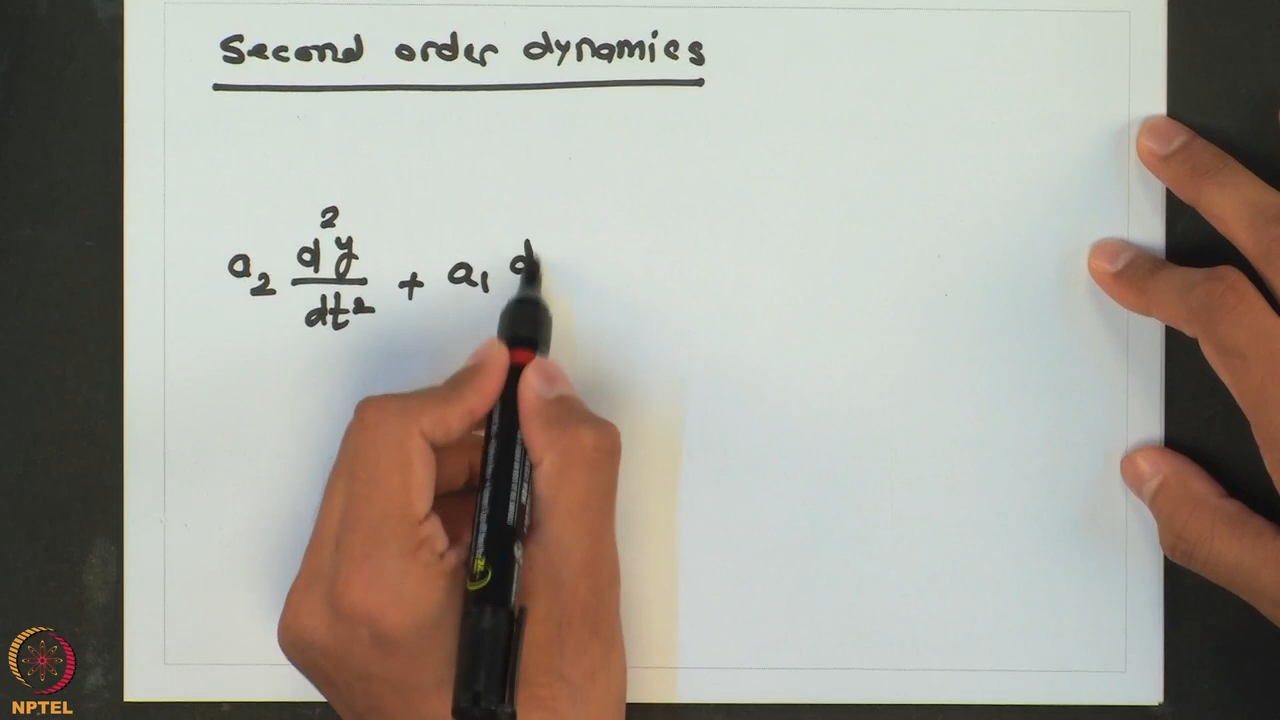 Second order dynamics
a₂ d²y/dt² + a₁ d
NPTEL